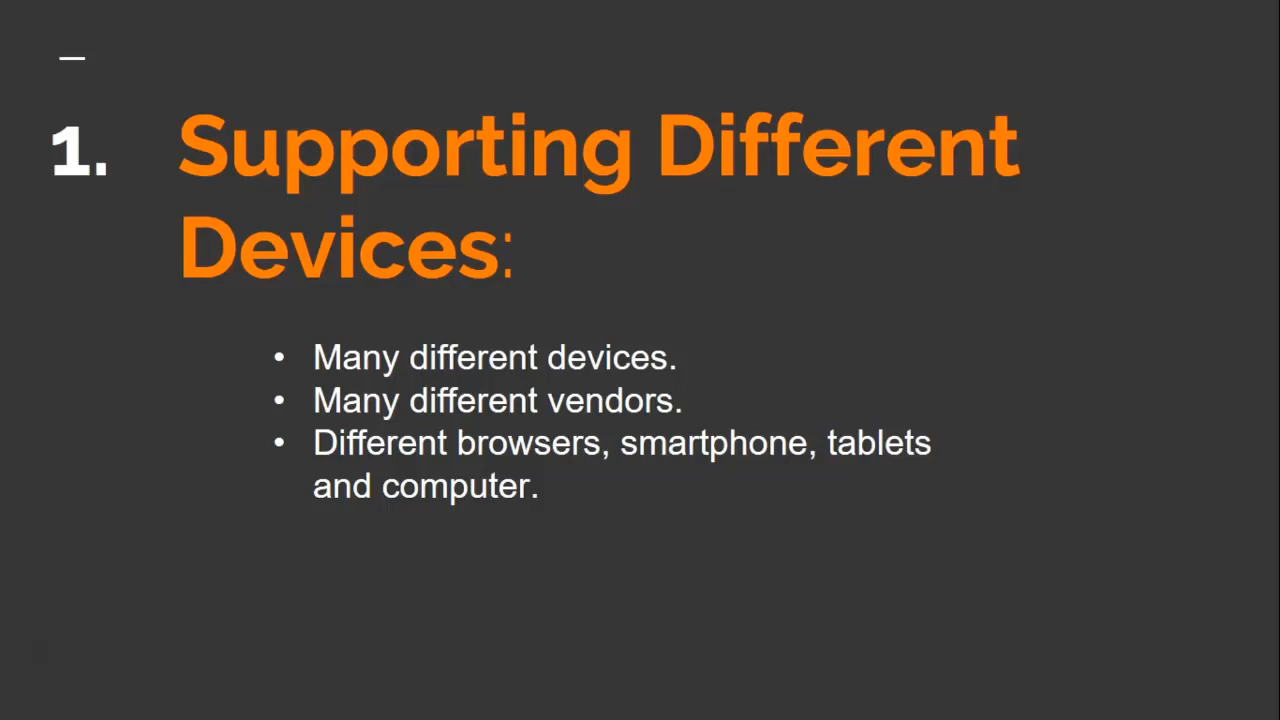 1. Supporting Different
Devices:
• Many different devices.
• Many different vendors.
• Different browsers, smartphone, tablets
and computer.